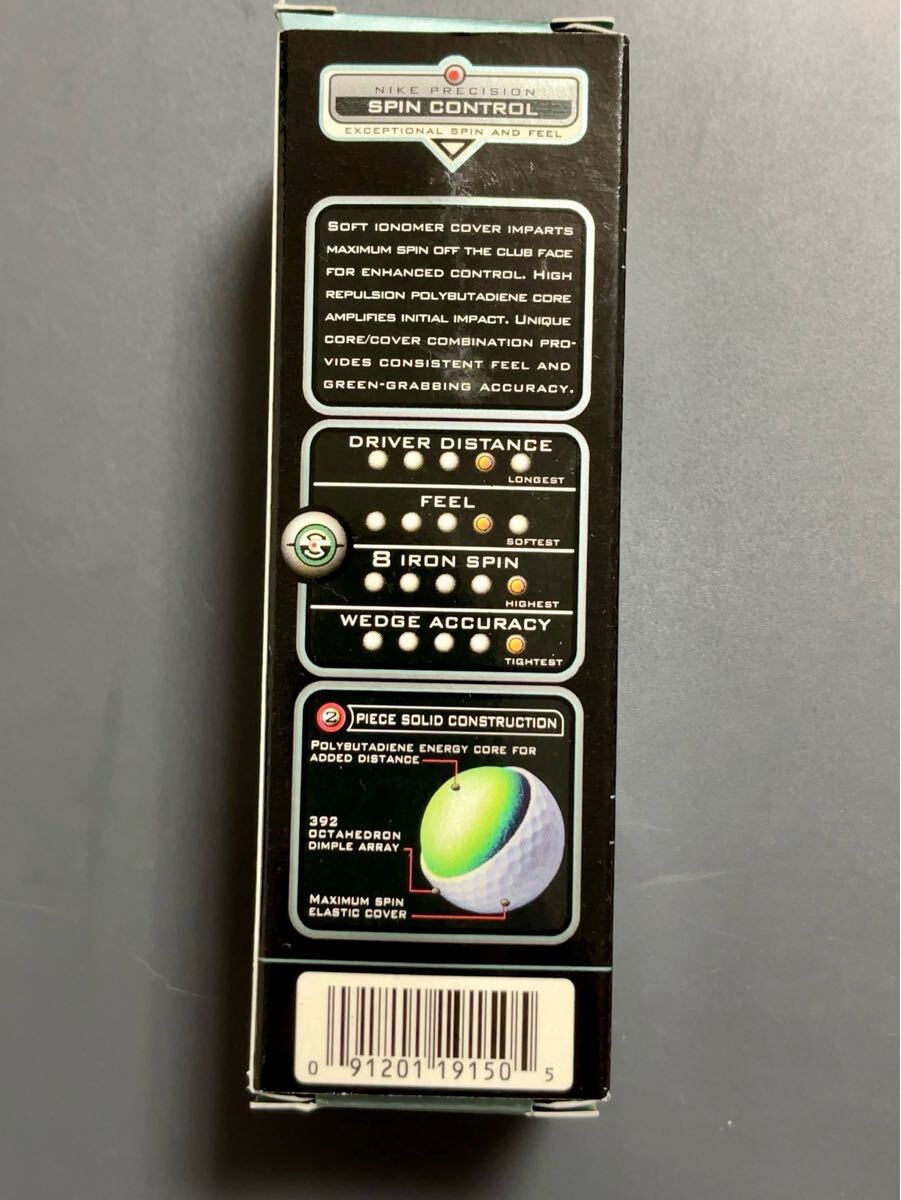 NIKE PRECISION
SPIN CONTROL
EXCEPTIONAL SPIN AND FEEL
SOFT IONOMER COVER IMPARTS
MAXIMUM SPIN OFF THE CLUB FACE
FOR ENHANCED CONTROL. HIGH
REPULSION POLYBUTADIENE CORE
AMPLIFIES INITIAL IMPACT. UNIQUE
CORE/COVER COMBINATION PRO-
VIDES CONSISTENT FEEL AND
GREEN-GRABBING ACCURACY.
DRIVER DISTANCE
LONGEST
FEEL
SOFTEST
8 IRON SPIN
HIGHEST
WEDGE ACCURACY
TIGHTEST
2 PIECE SOLID CONSTRUCTION
POLYBUTADIENE ENERGY CORE FOR
ADDED DISTANCE
392
OCTAHEDRON
DIMPLE ARRAY
MAXIMUM SPIN
ELASTIC COVER
0 91201 19150 5